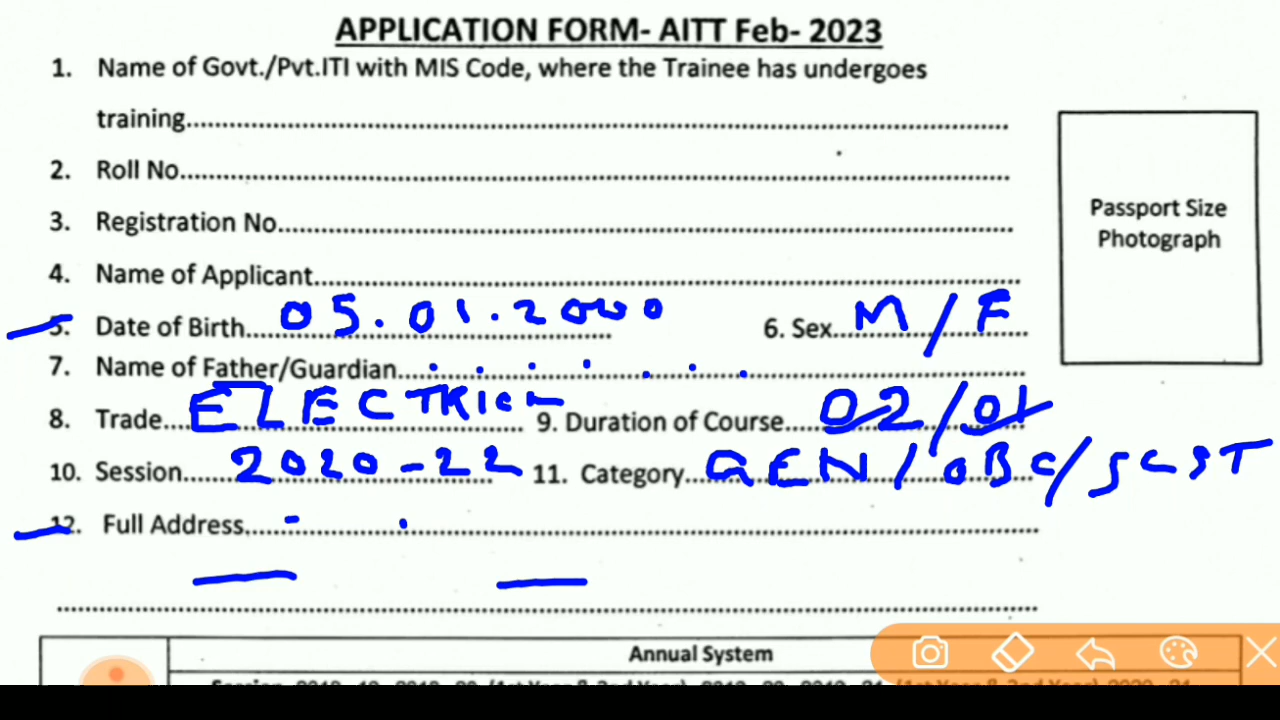 APPLICATION FORM- AITT Feb- 2023
1. Name of Govt./Pvt.ITI with MIS Code, where the Trainee has undergoes
training
2. Roll No
3. Registration No
4. Name of Applicant
Passport Size
Photograph
5. Date of Birth 05.01.2000 6. Sex M/F
7. Name of Father/Guardian
8. Trade ELECTRICL 9. Duration of Course 02/01
10. Session 2020-22 11. Category GEN/OBC/SCST
12. Full Address
Annual System